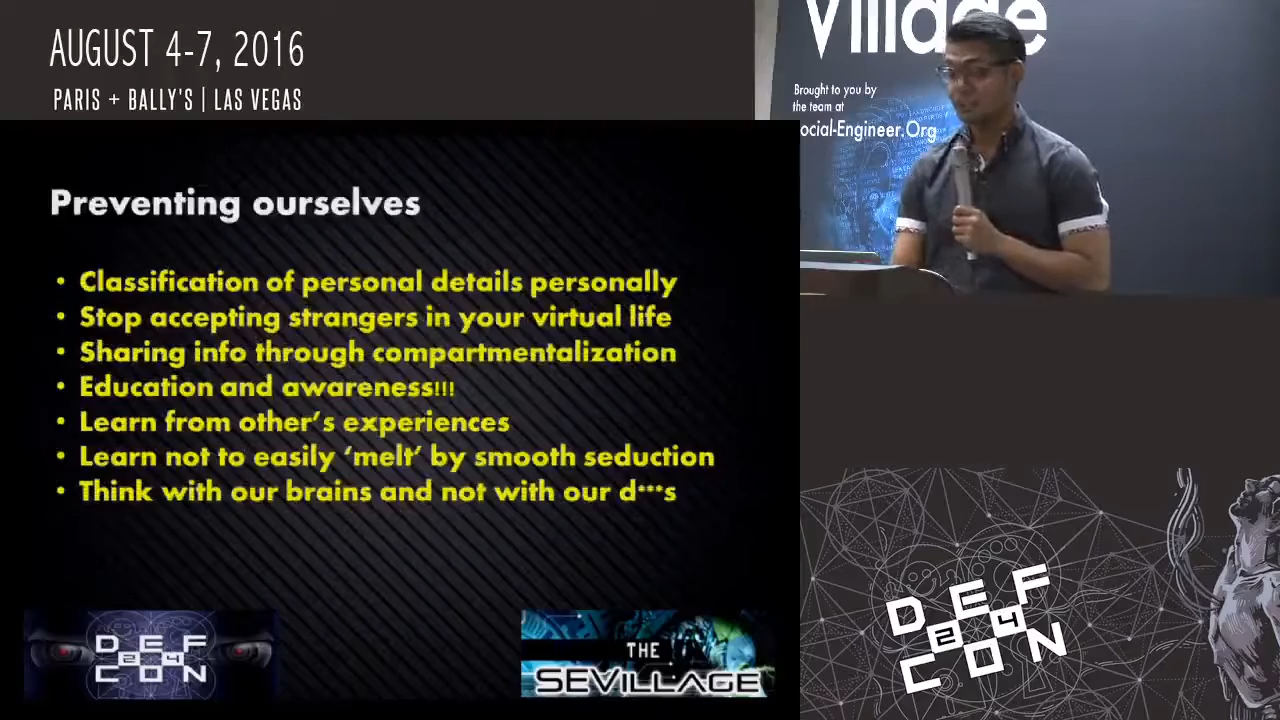 AUGUST 4-7, 2016
PARIS + BALLY'S | LAS VEGAS
Village
Brought to you by
the team at
ocial-Engineer.Org
Preventing ourselves
• Classification of personal details personally
• Stop accepting strangers in your virtual life
• Sharing info through compartmentalization
• Education and awareness!!!
• Learn from other's experiences
• Learn not to easily ‘melt’ by smooth seduction
• Think with our brains and not with our d***s
DEF
24
CON
THE
SEVILLAGE
DEF
24
CON